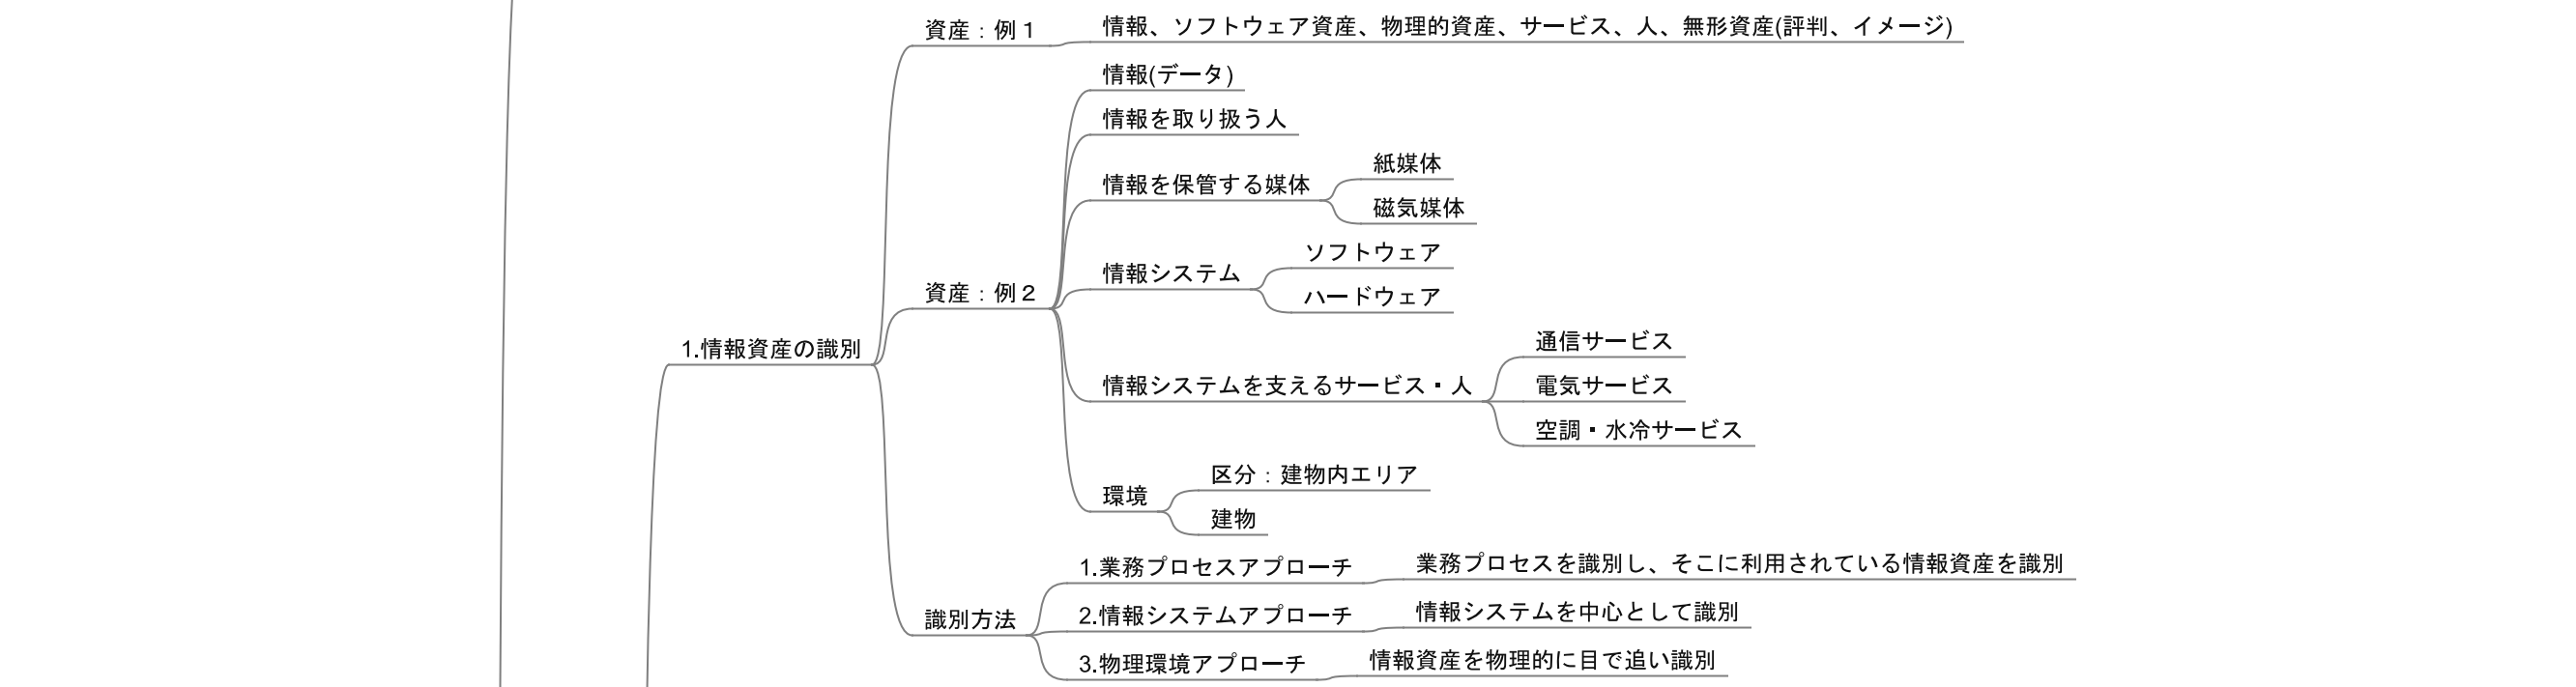 資産：例１
情報、ソフトウェア資産、物理的資産、サービス、人、無形資産(評判、イメージ)
情報(データ)
情報を取り扱う人
紙媒体
情報を保管する媒体
磁気媒体
ソフトウェア
情報システム
ハードウェア
資産：例２
通信サービス
1.情報資産の識別
情報システムを支えるサービス・人
電気サービス
空調・水冷サービス
区分：建物内エリア
環境
建物
1.業務プロセスアプローチ
業務プロセスを識別し、そこに利用されている情報資産を識別
識別方法
2.情報システムアプローチ
情報システムを中心として識別
3.物理環境アプローチ
情報資産を物理的に目で追い識別